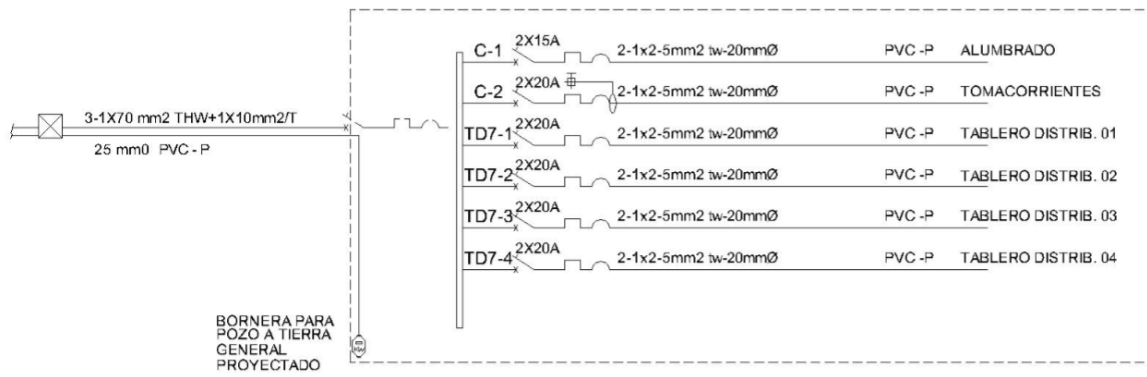 C-1 2X15A 2-1x2-5mm2 tw-20mmØ PVC -P ALUMBRADO
C-2 2X20A 2-1x2-5mm2 tw-20mmØ PVC -P TOMACORRIENTES
3-1X70 mm2 THW+1X10mm2/T
25 mm0 PVC -P
TD7-1 2X20A 2-1x2-5mm2 tw-20mmØ PVC -P TABLERO DISTRIB. 01
TD7-2 2X20A 2-1x2-5mm2 tw-20mmØ PVC -P TABLERO DISTRIB. 02
TD7-3 2X20A 2-1x2-5mm2 tw-20mmØ PVC -P TABLERO DISTRIB. 03
TD7-4 2X20A 2-1x2-5mm2 tw-20mmØ PVC -P TABLERO DISTRIB. 04
BORNERA PARA
POZO A TIERRA
GENERAL
PROYECTADO